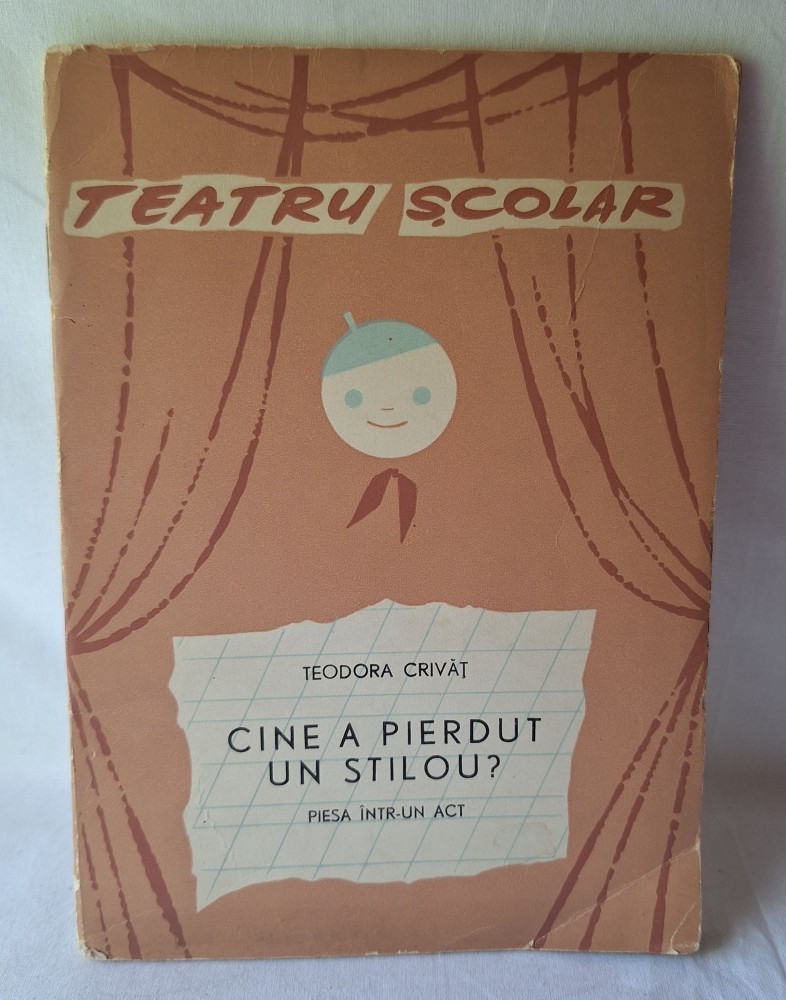 TEATRU ȘCOLAR
TEODORA CRIVĂȚ
CINE A PIERDUT
UN STILOU?
PIESA ÎNTR-UN ACT